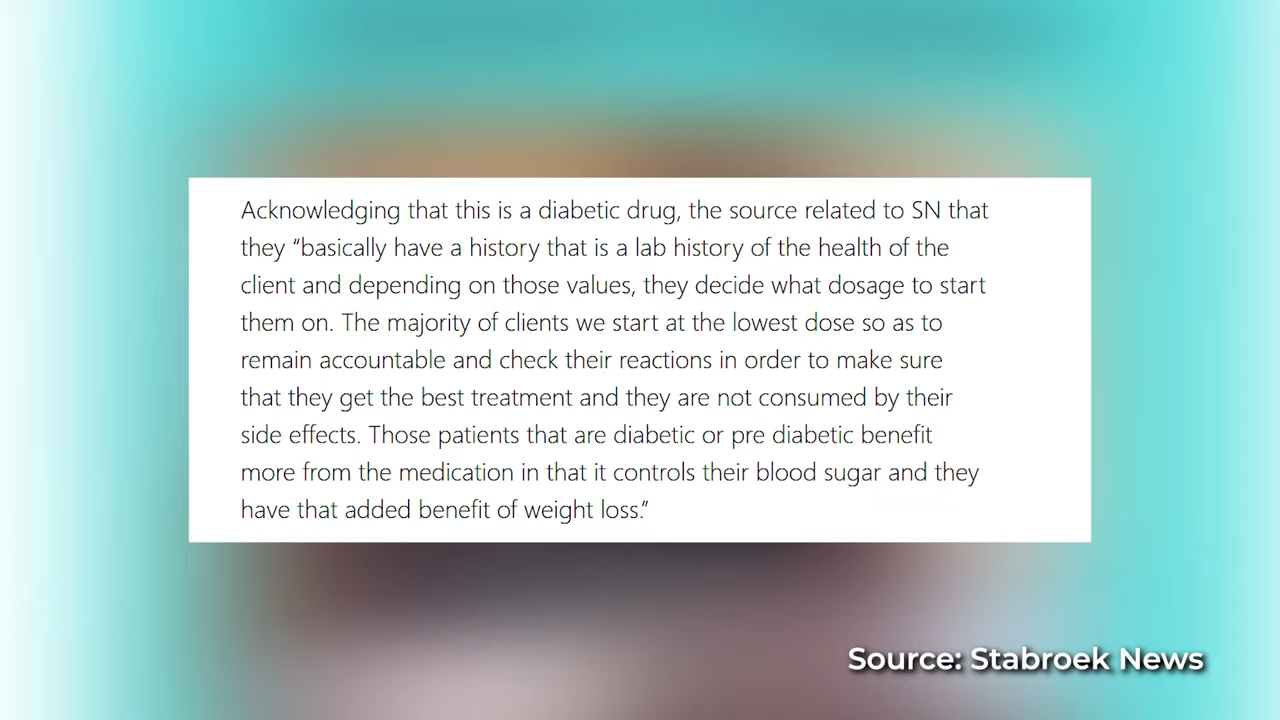 Acknowledging that this is a diabetic drug, the source related to SN that
they “basically have a history that is a lab history of the health of the
client and depending on those values, they decide what dosage to start
them on. The majority of clients we start at the lowest dose so as to
remain accountable and check their reactions in order to make sure
that they get the best treatment and they are not consumed by their
side effects. Those patients that are diabetic or pre diabetic benefit
more from the medication in that it controls their blood sugar and they
have that added benefit of weight loss.”
Source: Stabroek News